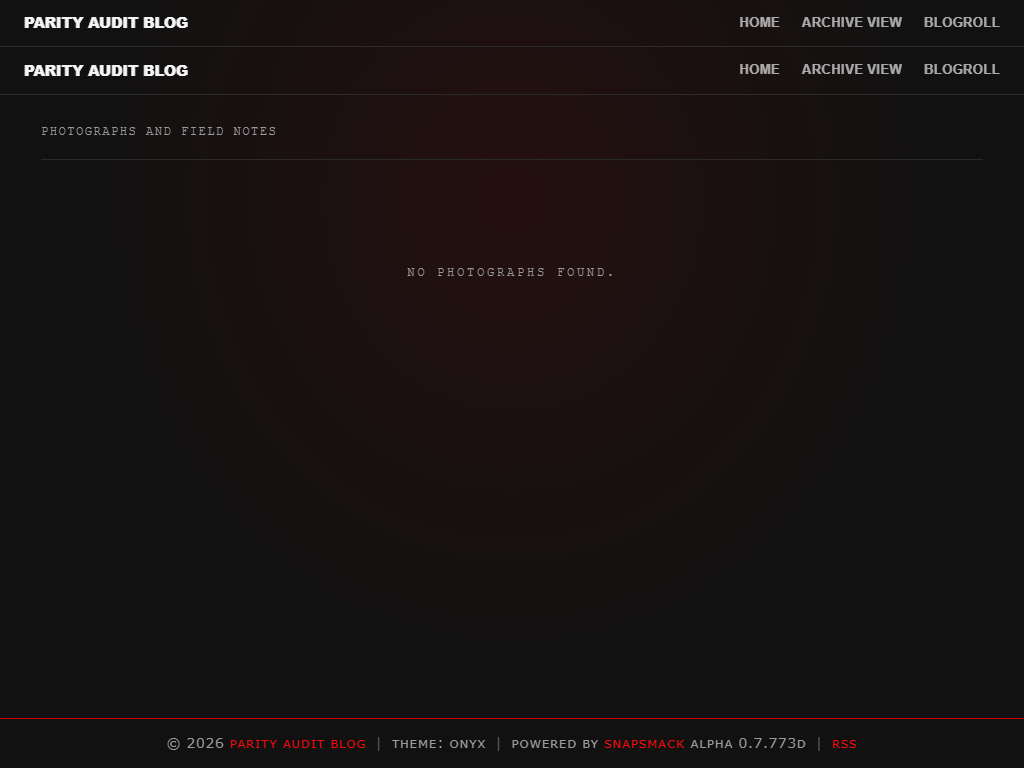 PARITY AUDIT BLOG HOME ARCHIVE VIEW BLOGROLL
PARITY AUDIT BLOG HOME ARCHIVE VIEW BLOGROLL
PHOTOGRAPHS AND FIELD NOTES
NO PHOTOGRAPHS FOUND.
© 2026 PARITY AUDIT BLOG | THEME: ONYX | POWERED BY SNAPSMACK ALPHA 0.7.773D | RSS